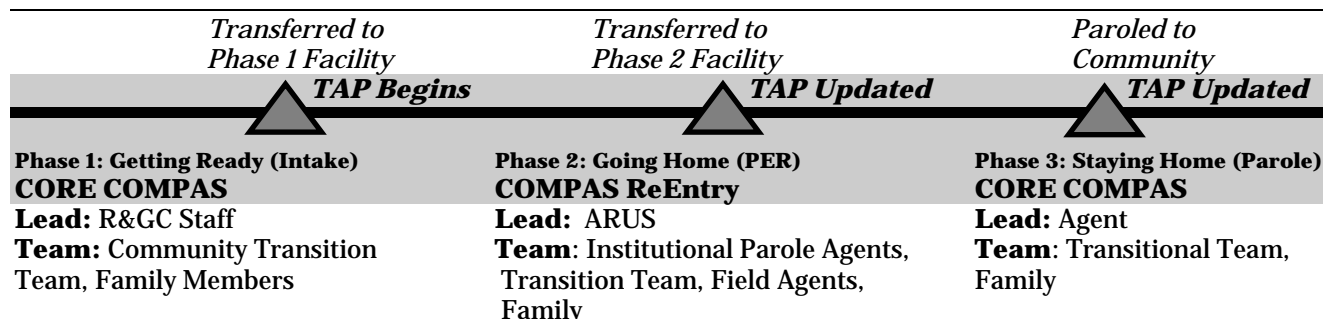 Transferred to
Phase 1 Facility
Transferred to
Phase 2 Facility
Paroled to
Community
TAP Begins
TAP Updated
TAP Updated
Phase 1: Getting Ready (Intake)
CORE COMPAS
Lead: R&GC Staff
Team: Community Transition
Team, Family Members
Phase 2: Going Home (PER)
COMPAS ReEntry
Lead: ARUS
Team: Institutional Parole Agents,
Transition Team, Field Agents,
Family
Phase 3: Staying Home (Parole)
CORE COMPAS
Lead: Agent
Team: Transitional Team,
Family